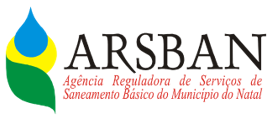 ARSBAN
Agência Reguladora de Serviços de
Saneamento Básico do Município do Natal